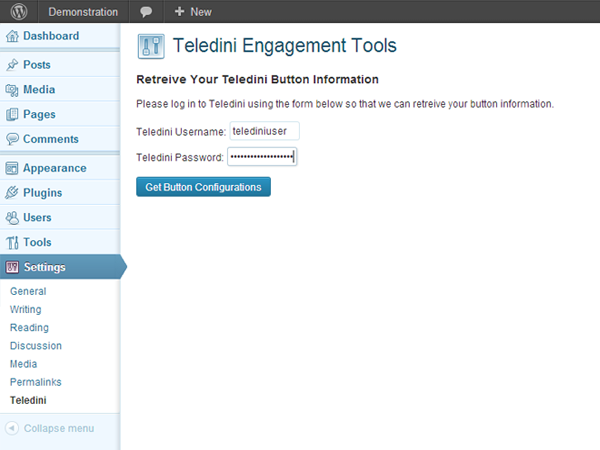 Demonstration
New
Dashboard
Posts
Media
Pages
Comments
Appearance
Plugins
Users
Tools
Settings
General
Writing
Reading
Discussion
Media
Permalinks
Teledini
Collapse menu
Teledini Engagement Tools
Retreive Your Teledini Button Information
Please log in to Teledini using the form below so that we can retreive your button information.
Teledini Username: telediniuser
Teledini Password: ••••••••••••••••••
Get Button Configurations